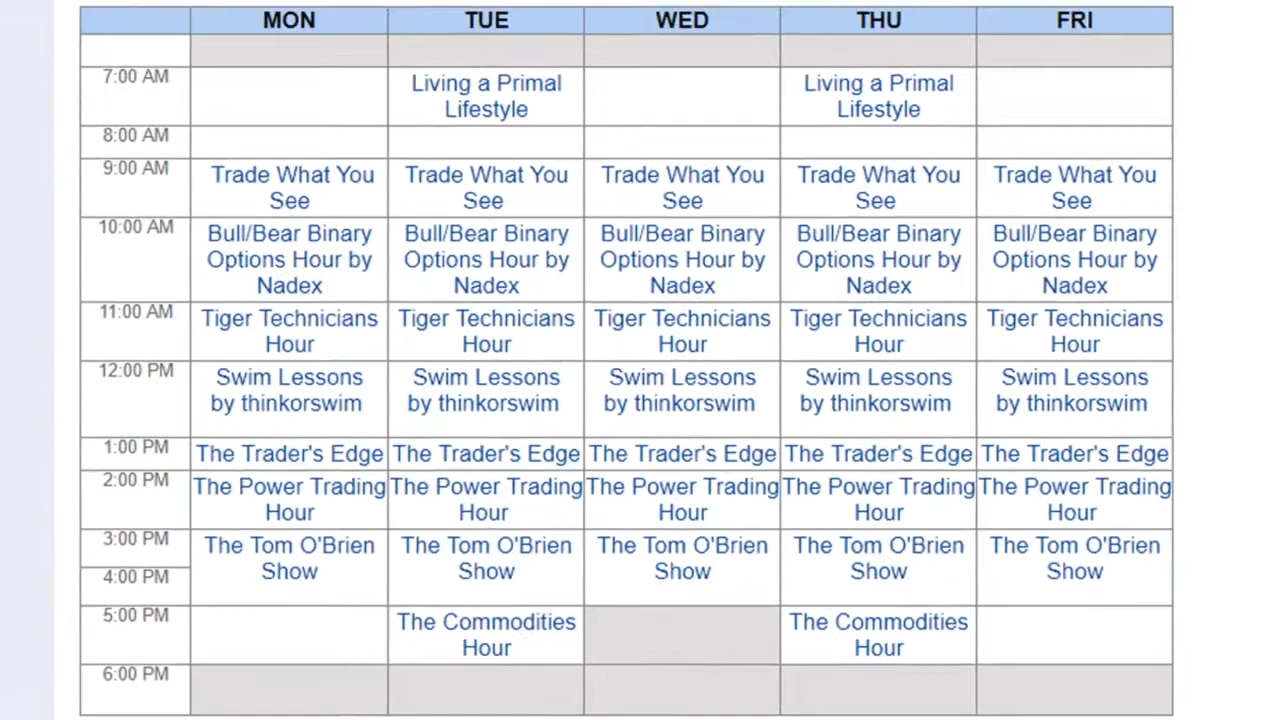 MON TUE WED THU FRI
7:00 AM
Living a Primal Living a Primal
Lifestyle Lifestyle
8:00 AM
9:00 AM
Trade What You Trade What You Trade What You Trade What You Trade What You
See See See See See
10:00 AM
Bull/Bear Binary Bull/Bear Binary Bull/Bear Binary Bull/Bear Binary Bull/Bear Binary
Options Hour by Options Hour by Options Hour by Options Hour by Options Hour by
Nadex Nadex Nadex Nadex Nadex
11:00 AM
Tiger Technicians Tiger Technicians Tiger Technicians Tiger Technicians Tiger Technicians
Hour Hour Hour Hour Hour
12:00 PM
Swim Lessons Swim Lessons Swim Lessons Swim Lessons Swim Lessons
by thinkorswim by thinkorswim by thinkorswim by thinkorswim by thinkorswim
1:00 PM
The Trader's Edge The Trader's Edge The Trader's Edge The Trader's Edge The Trader's Edge
2:00 PM
The Power Trading The Power Trading The Power Trading The Power Trading The Power Trading
Hour Hour Hour Hour Hour
3:00 PM
The Tom O'Brien The Tom O'Brien The Tom O'Brien The Tom O'Brien The Tom O'Brien
Show Show Show Show Show
4:00 PM
5:00 PM
The Commodities The Commodities
Hour Hour
6:00 PM